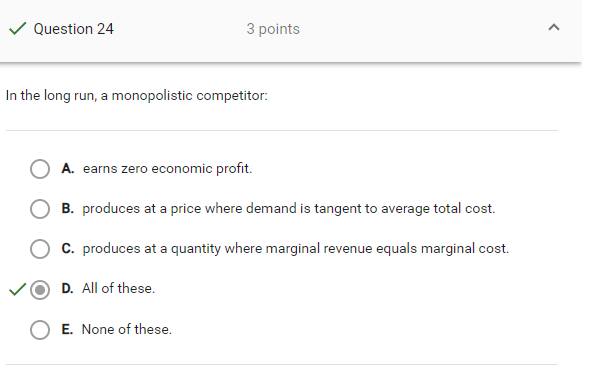 Question 24 3 points
In the long run, a monopolistic competitor:
A. earns zero economic profit.
B. produces at a price where demand is tangent to average total cost.
C. produces at a quantity where marginal revenue equals marginal cost.
D. All of these.
E. None of these.